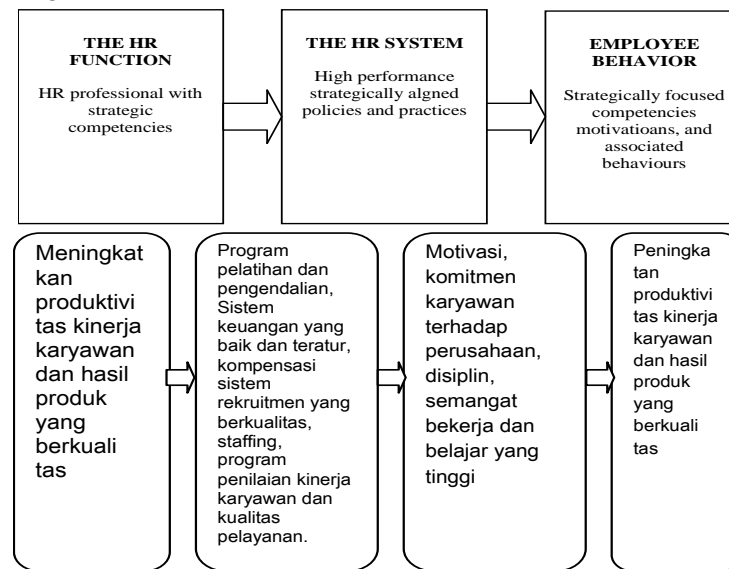 THE HR
FUNCTION
HR professional with
strategic
competencies
THE HR SYSTEM
High performance
strategically algned
policies and practices
EMPLOYEE
BEHAVIOR
Strategically focused
competencies
motivatioans, and
associated
behaviours
Meningkat
kan
produktivi
tas kinerja
karyawan
dan hasil
produk
yang
berkuali
tas
Program
pelatihan dan
pengendalian,
Sistem
keuangan yang
baik dan teratur,
kompensasi
sistem
rekruitmen yang
berkualitas,
staffing,
program
penilaian kinerja
karyawan dan
kualitas
pelayanan.
Motivasi,
komitmen
karyawan
terhadap
perusahaan,
disiplin,
semangat
bekerja dan
belajar yang
tinggi
Peningka
tan
produktivi
tas kinerja
karyawan
dan hasil
produk
yang
berkuali
tas